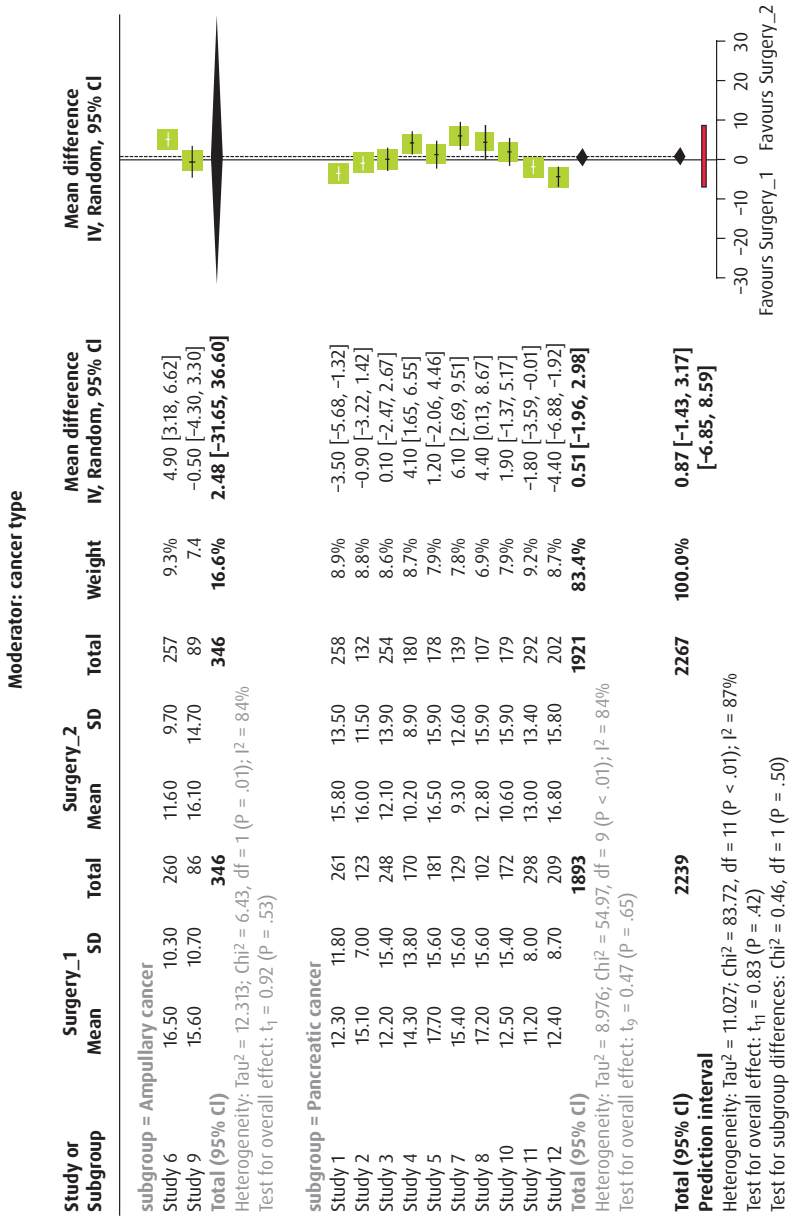 Moderator: cancer type
Study or Subgroup Surgery_1 Mean SD Total Surgery_2 Mean SD Total Weight Mean difference IV, Random, 95% CI Mean difference IV, Random, 95% CI
subgroup = Ampullary cancer
Study 6 16.50 10.30 260 11.60 9.70 257 9.3% 4.90 [3.18, 6.62]
Study 9 15.60 10.70 86 16.10 14.70 89 7.4 −0.50 [−4.30, 3.30]
Total (95% CI) 346 346 16.6% 2.48 [−31.65, 36.60]
Heterogeneity: Tau² = 12.313; Chi² = 6.43, df = 1 (P = .01); I² = 84%
Test for overall effect: t₁ = 0.92 (P = .53)
subgroup = Pancreatic cancer
Study 1 12.30 11.80 261 15.80 13.50 258 8.9% −3.50 [−5.68, −1.32]
Study 2 15.10 7.00 123 16.00 11.50 132 8.8% −0.90 [−3.22, 1.42]
Study 3 12.20 15.40 248 12.10 13.90 254 8.6% 0.10 [−2.47, 2.67]
Study 4 14.30 13.80 170 10.20 8.90 180 8.7% 4.10 [1.65, 6.55]
Study 5 17.70 15.60 181 16.50 15.90 178 7.9% 1.20 [−2.06, 4.46]
Study 7 15.40 15.60 129 9.30 12.60 139 7.8% 6.10 [2.69, 9.51]
Study 8 17.20 15.60 102 12.80 15.90 107 6.9% 4.40 [0.13, 8.67]
Study 10 12.50 15.40 172 10.60 15.90 179 7.9% 1.90 [−1.37, 5.17]
Study 11 11.20 8.00 298 13.00 13.40 292 9.2% −1.80 [−3.59, −0.01]
Study 12 12.40 8.70 209 16.80 15.80 202 8.7% −4.40 [−6.88, −1.92]
Total (95% CI) 1893 1921 83.4% 0.51 [−1.96, 2.98]
Heterogeneity: Tau² = 8.976; Chi² = 54.97, df = 9 (P < .01); I² = 84%
Test for overall effect: t₉ = 0.47 (P = .65)
Total (95% CI) 2239 2267 100.0% 0.87 [−1.43, 3.17]
Prediction interval [−6.85, 8.59]
Heterogeneity: Tau² = 11.027; Chi² = 83.72, df = 11 (P < .01); I² = 87%
Test for overall effect: t₁₁ = 0.83 (P = .42)
Test for subgroup differences: Chi² = 0.46, df = 1 (P = .50)
−30 −20 −10 0 10 20 30
Favours Surgery_1 Favours Surgery_2